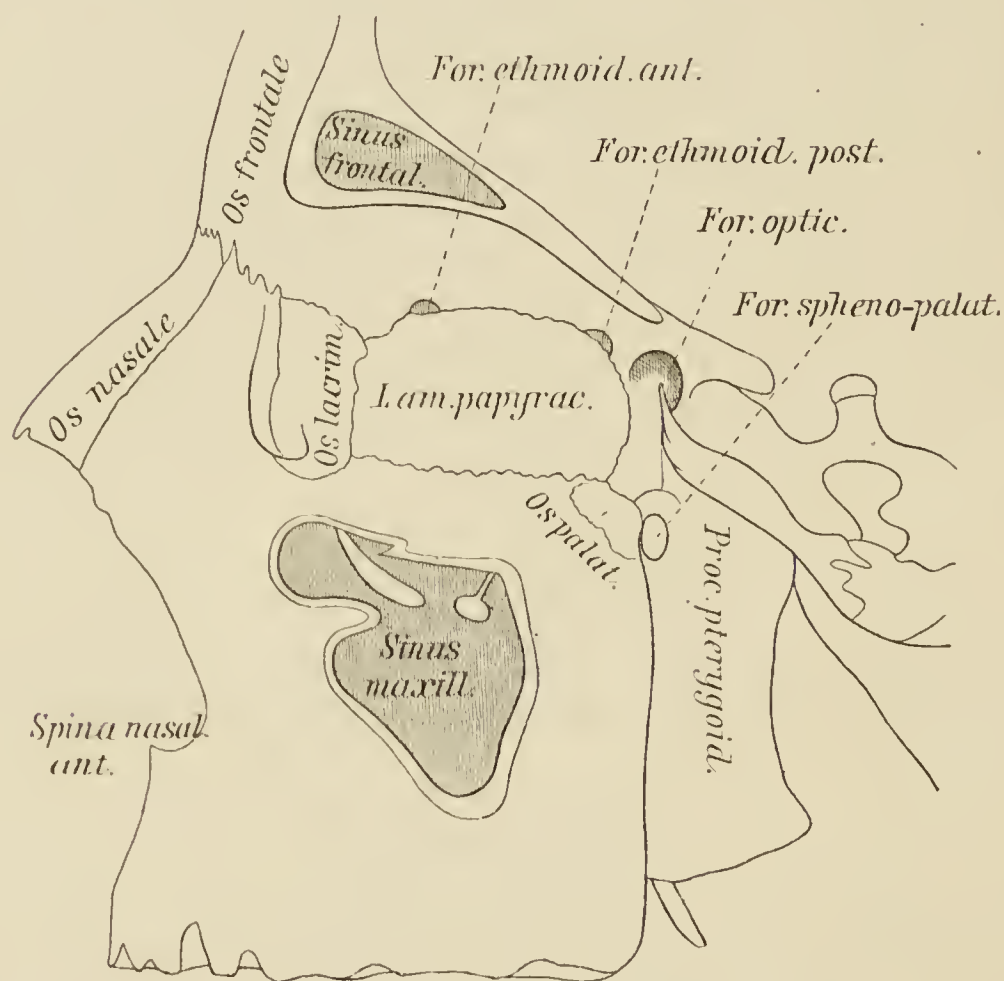 For. ethmoid. ant.
Os frontale
Sinus
frontal.
For. ethmoid. post.
For. optic.
For. spheno-palat.
Os nasale
Os lacrim.
Lam. papyrac.
Os palat.
Proc. pterygoid.
Sinus
maxill.
Spina nasal.
ant.